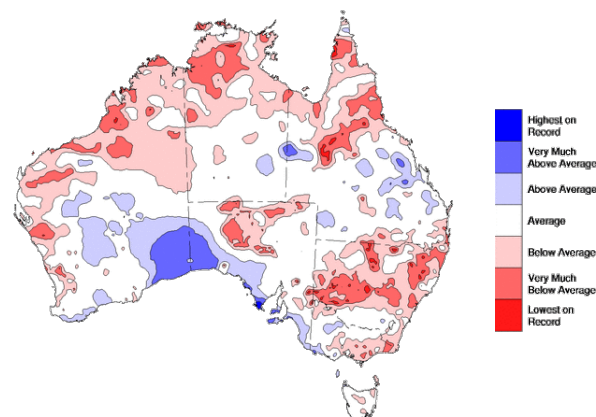 Highest on
Record
Very Much
Above Average
Above Average
Average
Below Average
Very Much
Below Average
Lowest on
Record